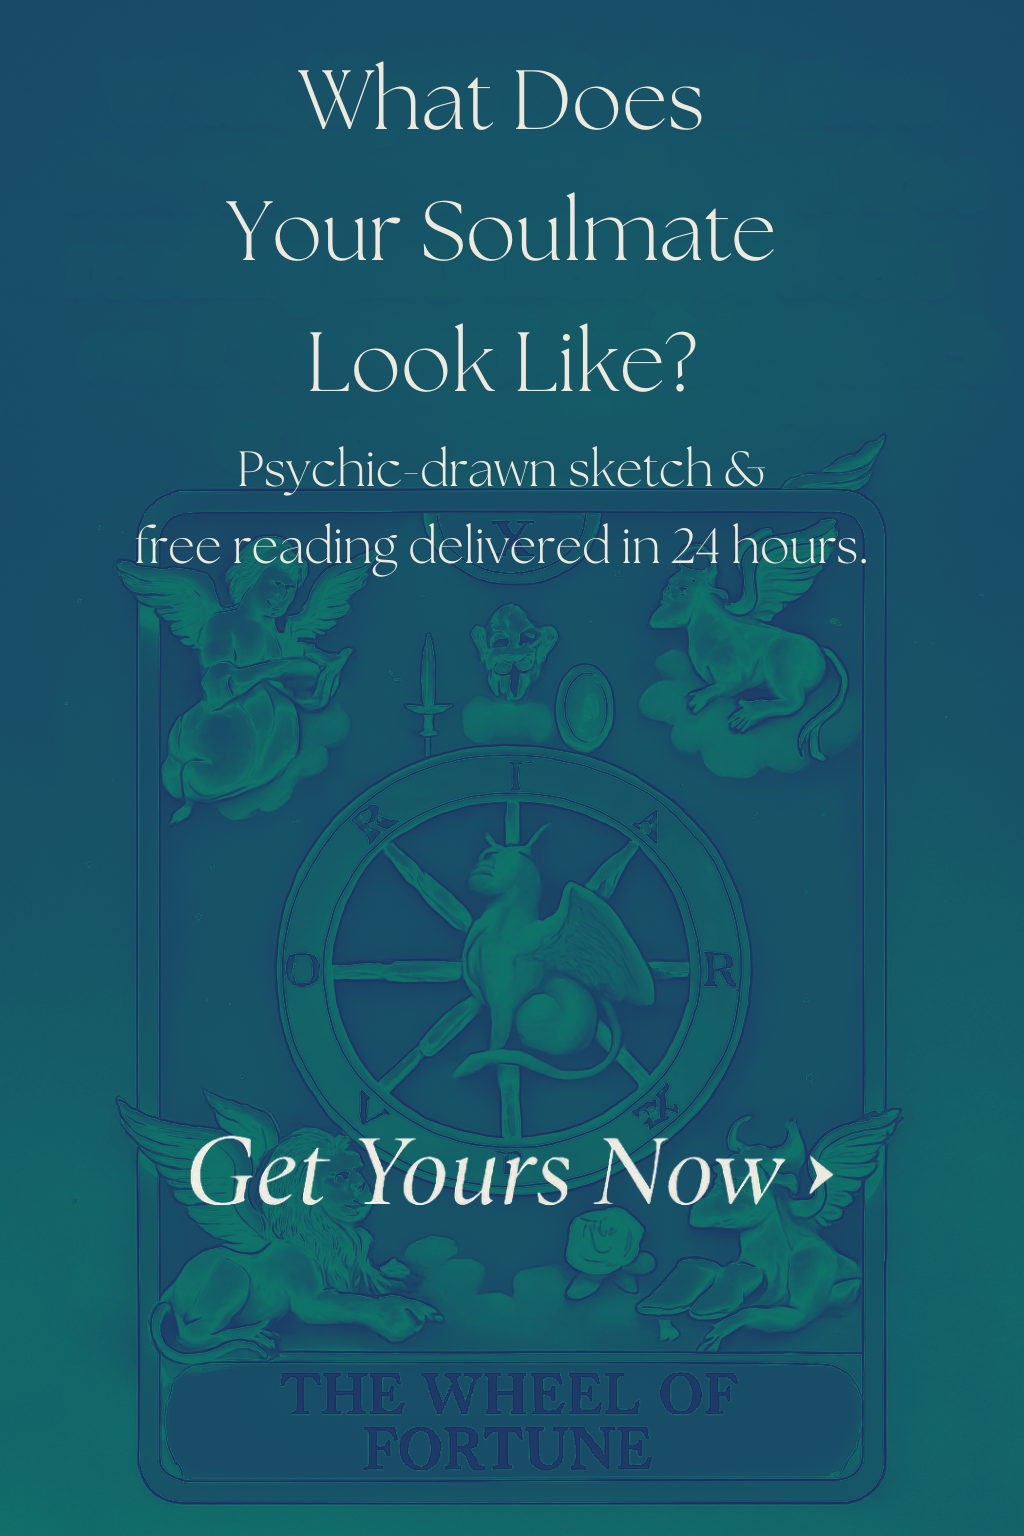 What Does
Your Soulmate
Look Like?
Psychic-drawn sketch &
free reading delivered in 24 hours.
X
I
R A
O R
V
Get Yours Now ›
THE WHEEL OF
FORTUNE